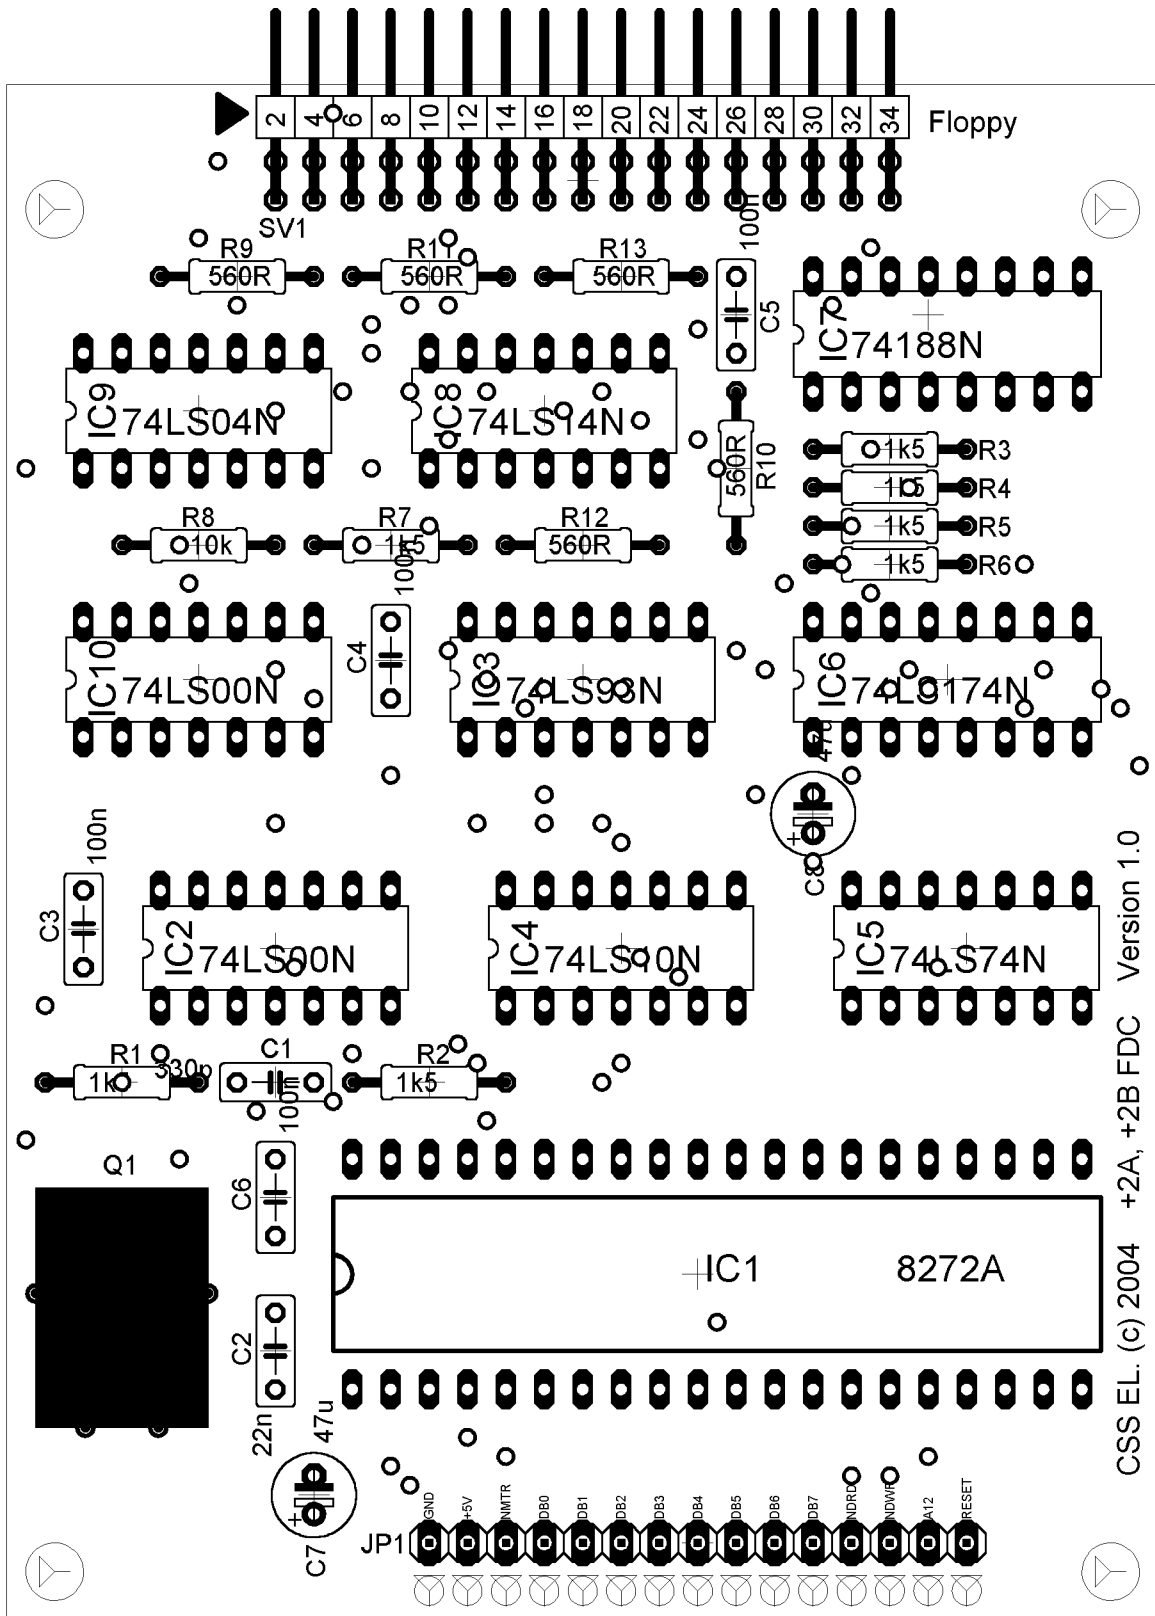 2 4 6 8 10 12 14 16 18 20 22 24 26 28 30 32 34
Floppy
SV1
100n
R9
560R
R11
560R
R13
560R
C5
IC7
74188N
IC9
74LS04N
IC8
74LS14N
560R
R10
1k5
R3
1k5
R4
1k5
R5
1k5
R6
R8
10k
R7
1k5
R12
560R
100n
C4
IC10
74LS00N
IC3
74LS93N
IC6
74LS174N
47u
C8
100n
C3
IC2
74LS00N
IC4
74LS10N
IC5
74LS74N
R1
1k5
330p
C1
R2
1k5
100n
Q1
C6
IC1
8272A
C2
22n
47u
C7
JP1
GND
+5V
NMTR
DB0
DB1
DB2
DB3
DB4
DB5
DB6
DB7
NDRD
NDWR
A12
RESET
CSS EL. (c) 2004 +2A, +2B FDC Version 1.0